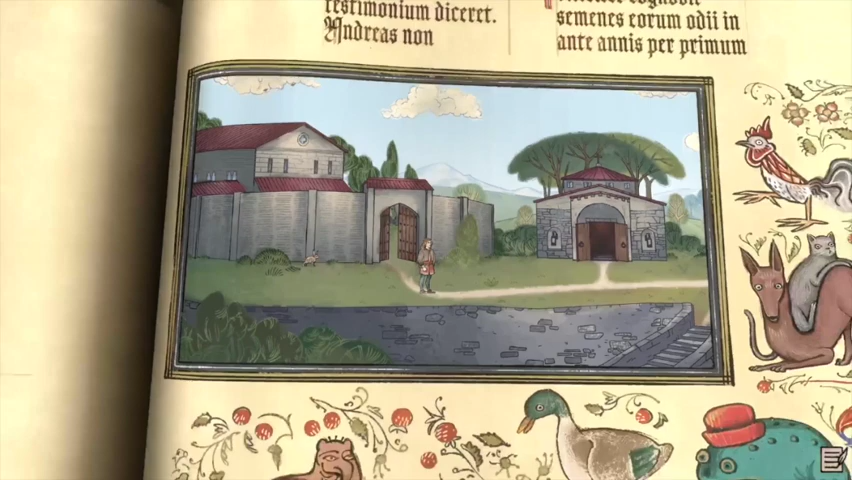 testimonium diceret.
Andreas non
semenes eorum odii in
ante annis per primum